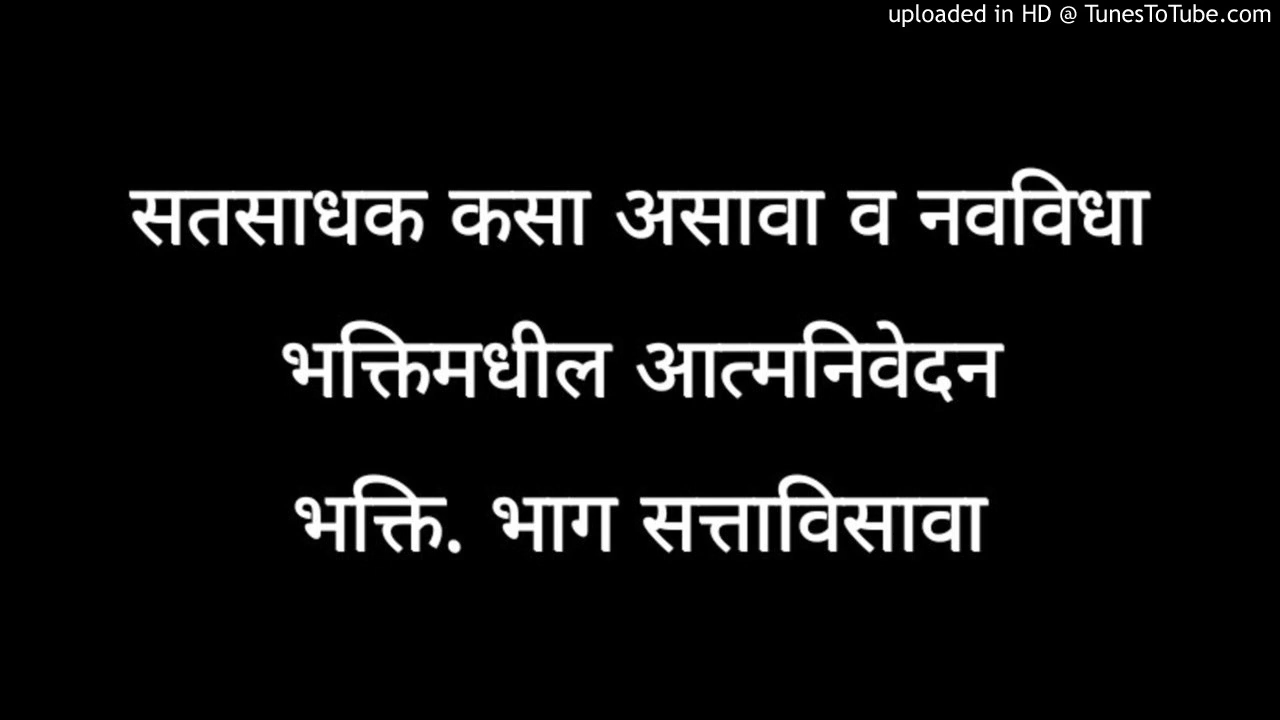 uploaded in HD @ TunesToTube.com
सतसाधक कसा असावा व नवविधा
भक्तिमधील आत्मनिवेदन
भक्ति. भाग सत्ताविसावा